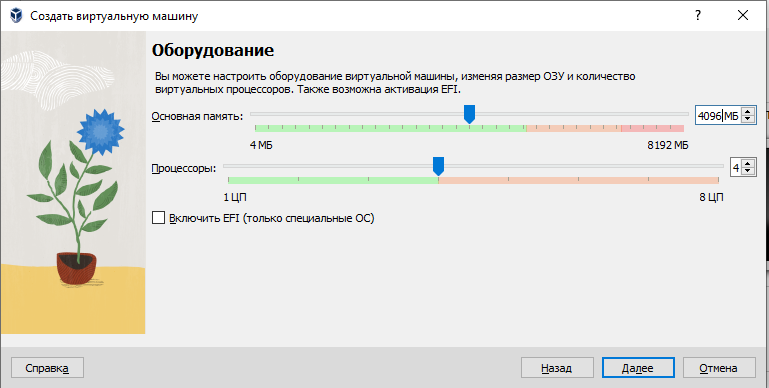 Создать виртуальную машину
Оборудование
Вы можете настроить оборудование виртуальной машины, изменяя размер ОЗУ и количество
виртуальных процессоров. Также возможна активация EFI.
Основная память: 4096 МБ
4 МБ 8192 МБ
Процессоры: 4
1 ЦП 8 ЦП
Включить EFI (только специальные ОС)
Справка Назад Далее Отмена